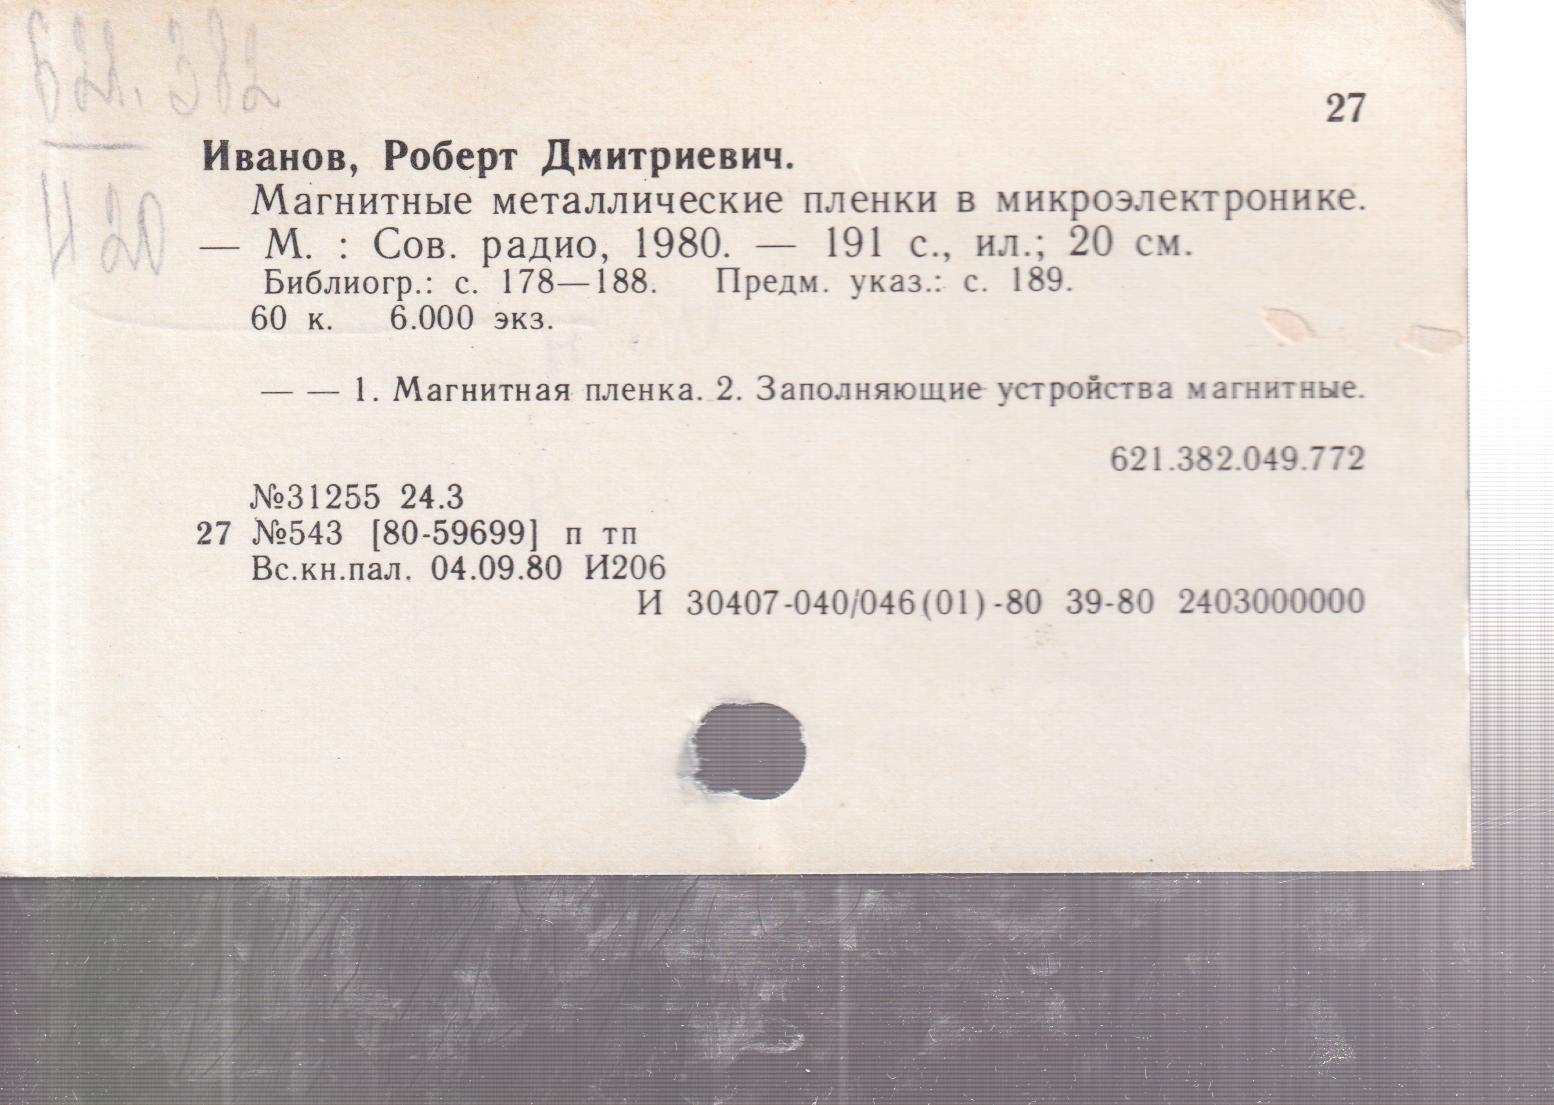 621.382
И 20
27
Иванов, Роберт Дмитриевич.
Магнитные металлические пленки в микроэлектронике.
— М. : Сов. радио, 1980. — 191 с., ил.; 20 см.
Библиогр.: с. 178—188. Предм. указ.: с. 189.
60 к. 6.000 экз.
— — 1. Магнитная пленка. 2. Заполняющие устройства магнитные.
621.382.049.772
№31255 24.3
27 №543 [80-59699] п тп
Вс.кн.пал. 04.09.80 И206
И 30407-040/046(01)-80 39-80 2403000000